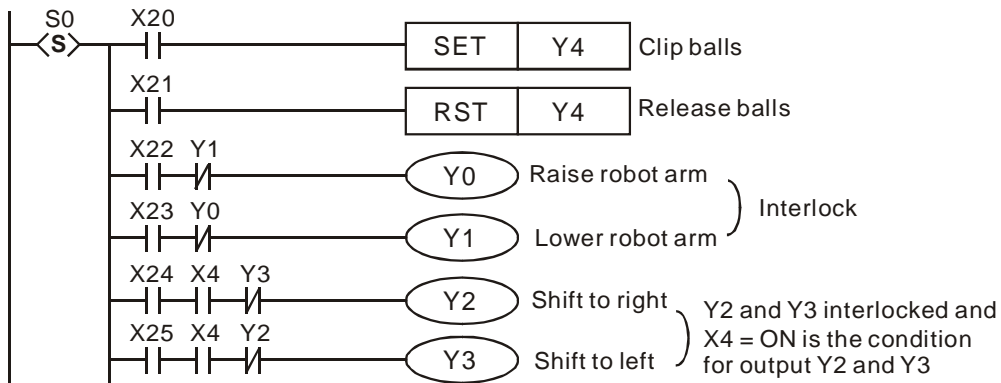 S0 X20
S SET Y4 Clip balls
X21
RST Y4 Release balls
X22 Y1
Y0 Raise robot arm
Interlock
X23 Y0
Y1 Lower robot arm
X24 X4 Y3
Y2 Shift to right
X25 X4 Y2
Y3 Shift to left
Y2 and Y3 interlocked and
X4 = ON is the condition
for output Y2 and Y3